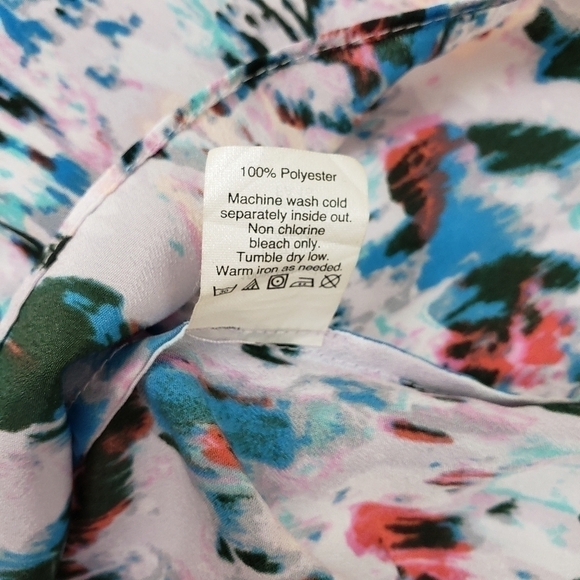 100% Polyester
Machine wash cold
separately inside out.
Non chlorine
bleach only.
Tumble dry low.
Warm iron as needed.